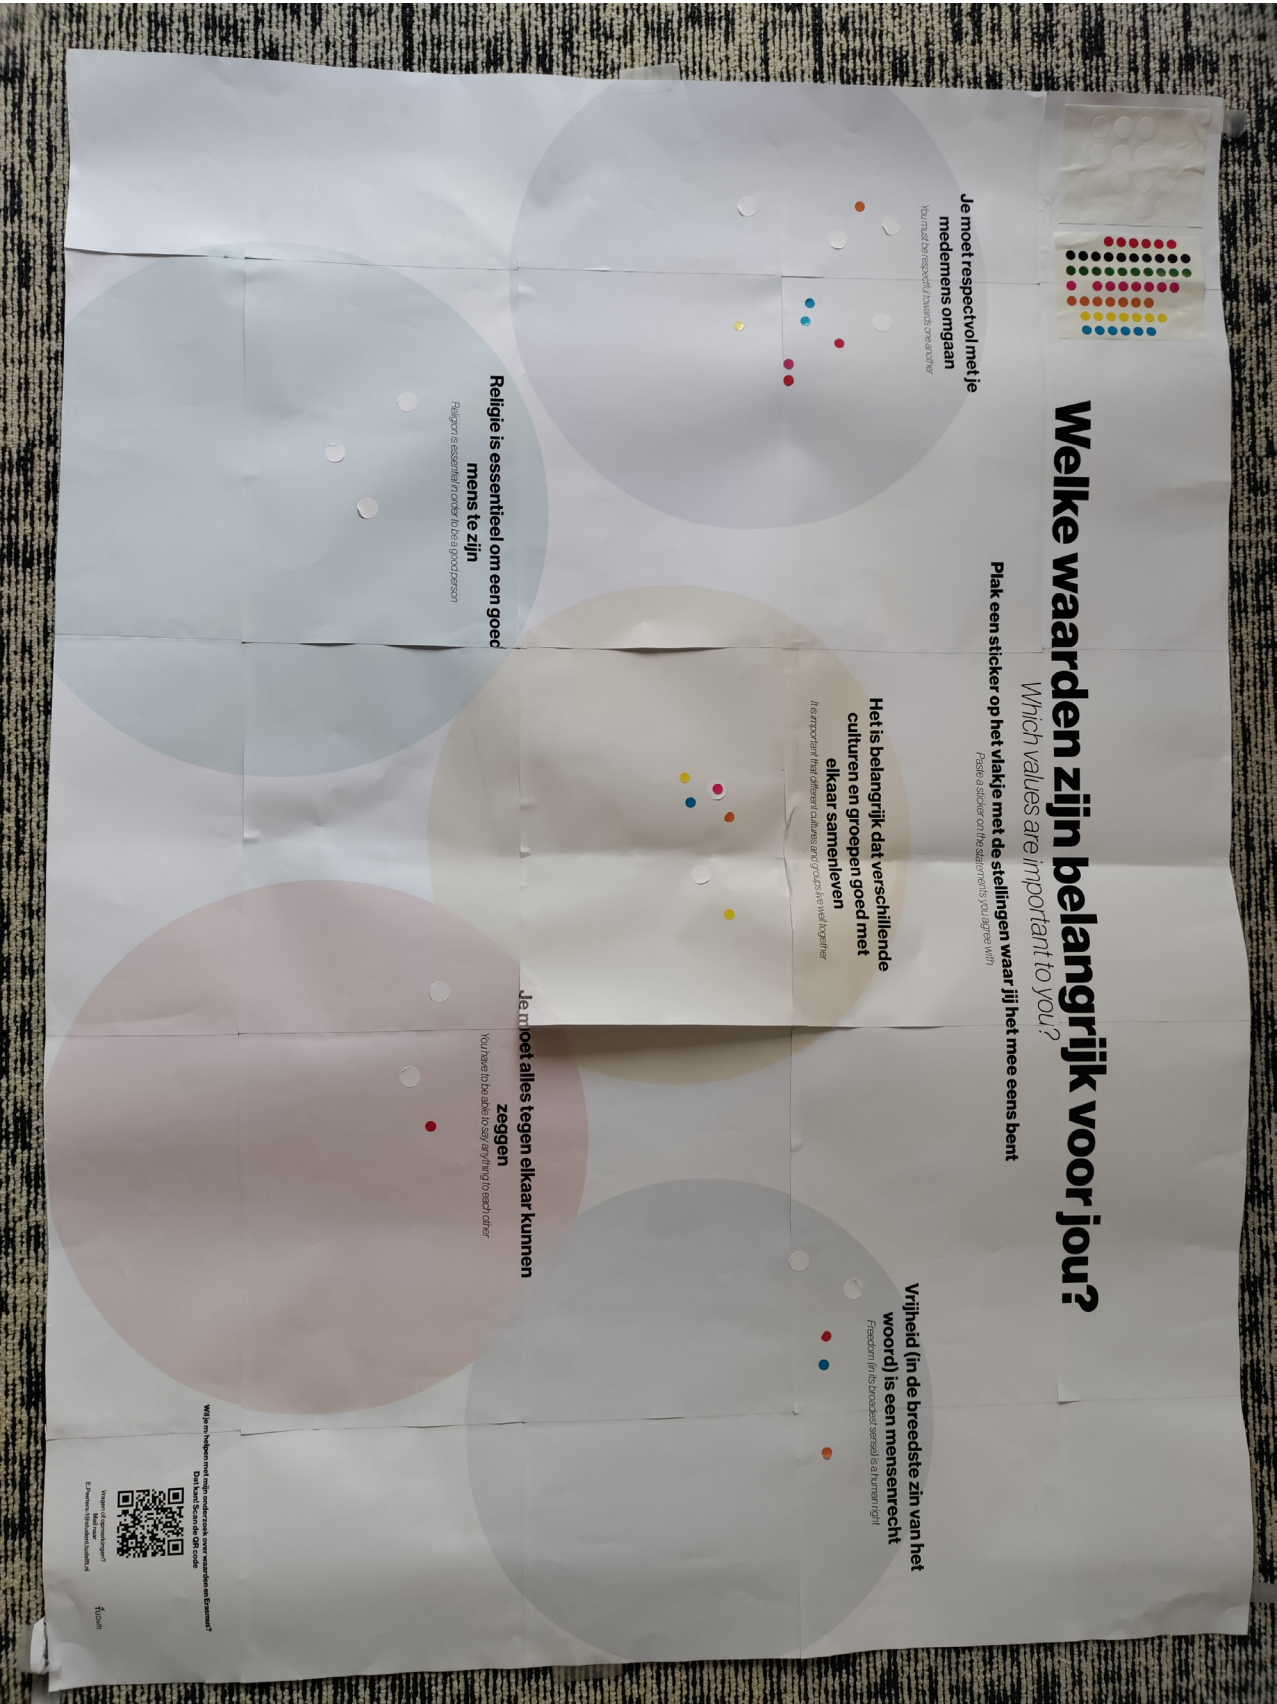 Welke waarden zijn belangrijk voor jou?
Which values are important to you?
Plak een sticker op het vlakje met de stellingen waar jij het mee eens bent
Paste a sticker on the statements you agree with
Je moet respectvol met je
medemens omgaan
You must be respectful towards one another
Het is belangrijk dat verschillende
culturen en groepen goed met
elkaar samenleven
It is important that different cultures and groups live well together
Vrijheid (in de breedste zin van het
woord) is een mensenrecht
Freedom (in its broadest sense) is a human right
Religie is essentieel om een goed
mens te zijn
Religion is essential in order to be a good person
Je moet alles tegen elkaar kunnen
zeggen
You have to be able to say anything to each other
Wil je m helpen met mijn onderzoek over waarden en Erasmus?
Dat kan! Scan de QR code
Vragen of opmerkingen?
Mail naar
E.Peeters-1@student.tudelft.nl
TUDelft